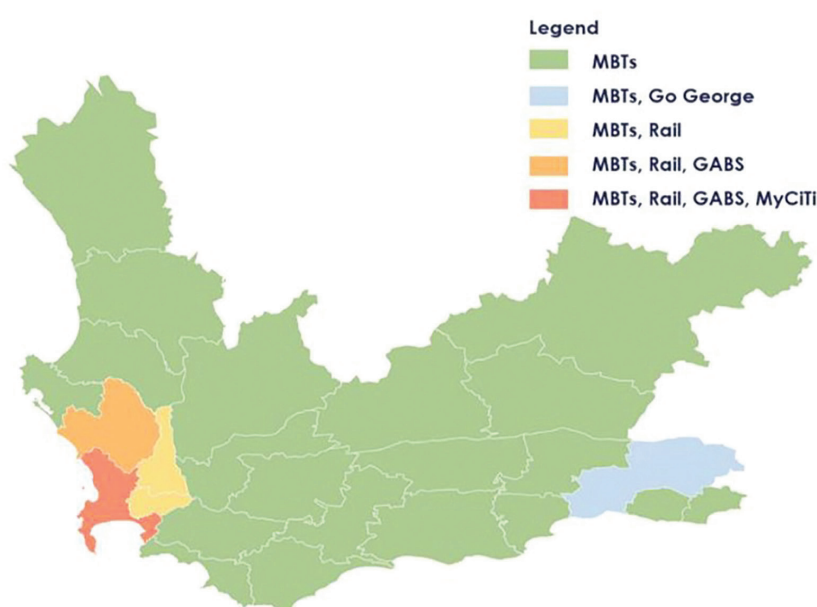 Legend
MBTs
MBTs, Go George
MBTs, Rail
MBTs, Rail, GABS
MBTs, Rail, GABS, MyCiTi